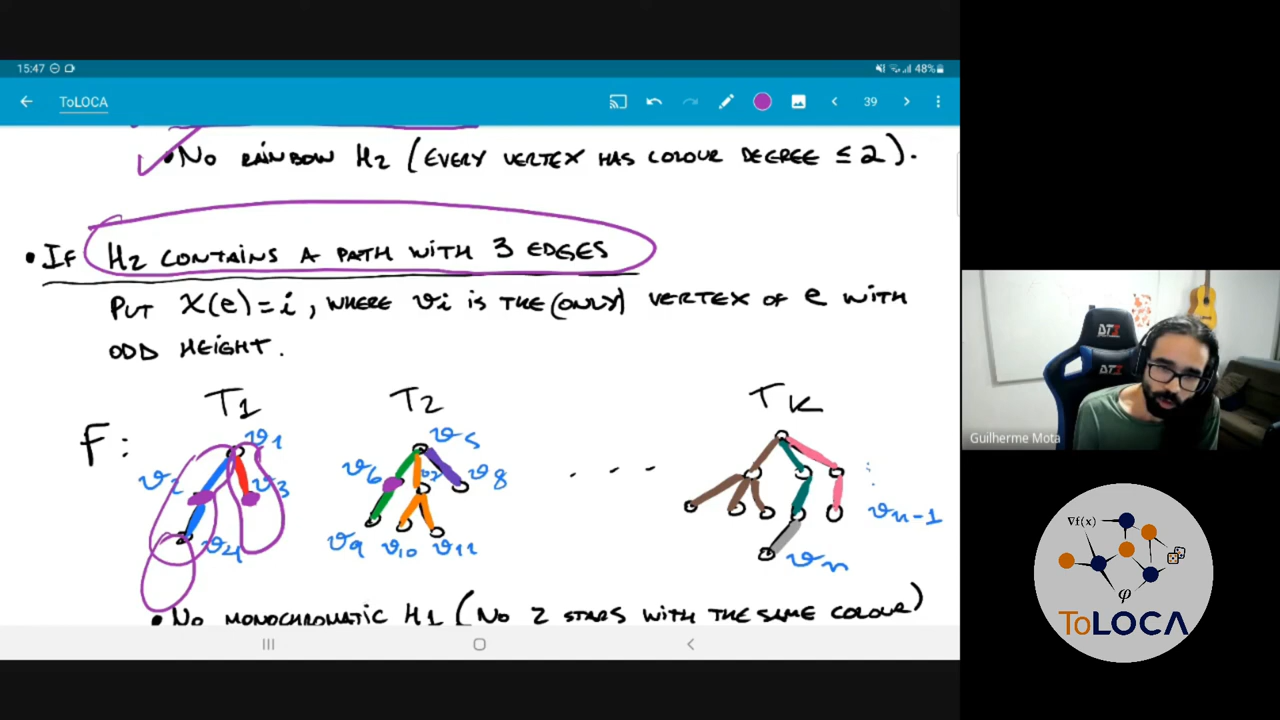 15:47
48%
ToLOCA
39
• No RAINBOW H2 (EVERY VERTEX HAS COLOUR DEGREE ≤ 2).
• IF H2 CONTAINS A PATH WITH 3 EDGES
PUT χ(e) = i, WHERE vi IS THE (ONLY) VERTEX OF e WITH
ODD HEIGHT.
T1 T2 TK
F:
v1 v5
v2 v3 v6 v8
... 
v4 v9 v10 v11 vn-1
vn
• No MONOCHROMATIC H1 (No 2 STARS WITH THE SAME COLOUR)
DTI
Guilherme Mota
∇f(x)
φ
ToLOCA